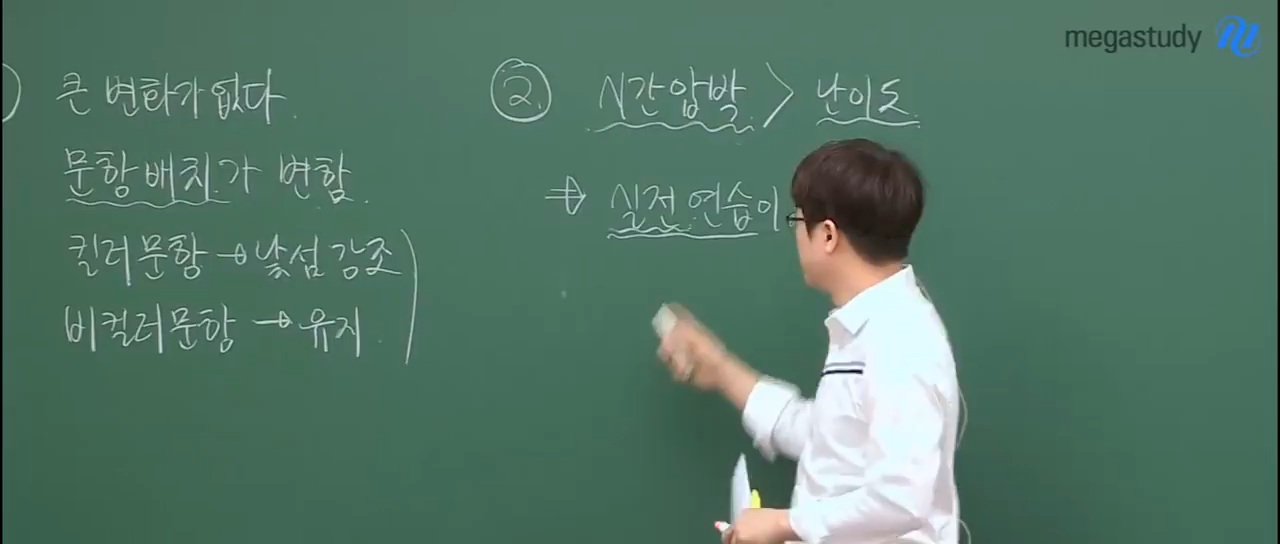 megastudy
큰 변화가 없다.
문항배치가 변함.
킬러문항 → 낯섬 강조
비킬러문항 → 유지.
②. 시간압박 > 난이도
⇒ 실전연습이